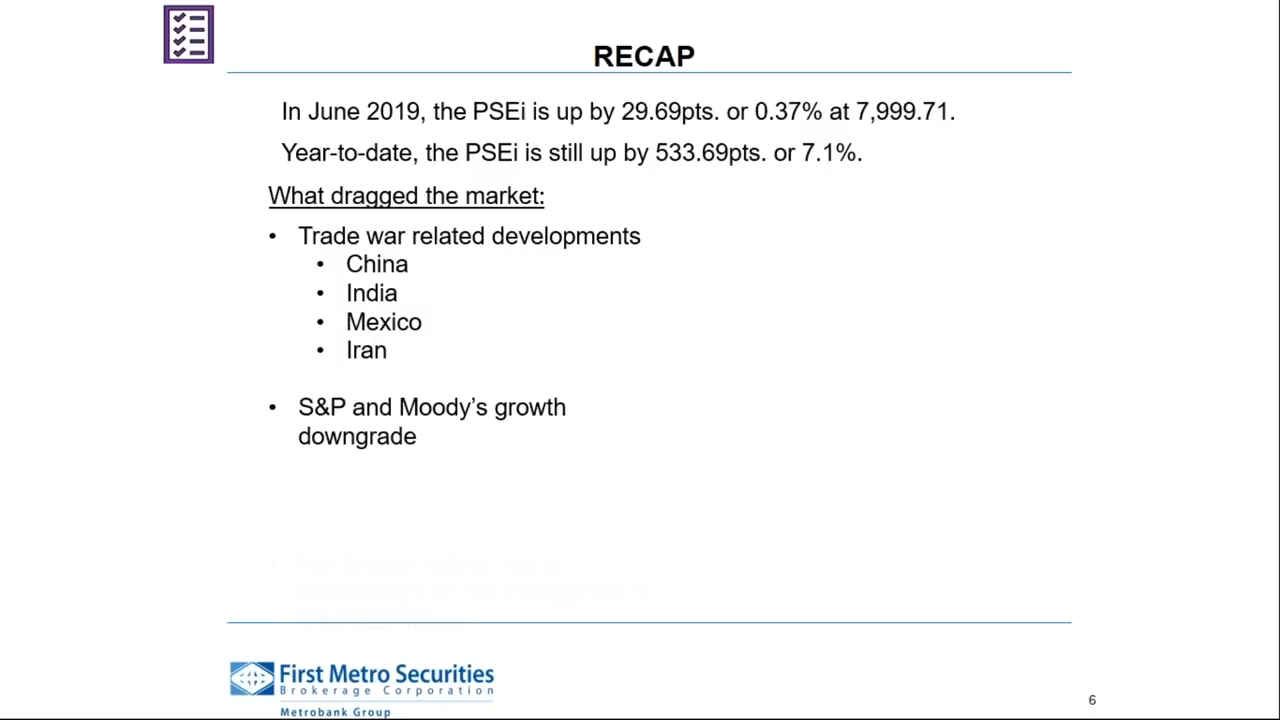 RECAP
In June 2019, the PSEi is up by 29.69pts. or 0.37% at 7,999.71.
Year-to-date, the PSEi is still up by 533.69pts. or 7.1%.
What dragged the market:
• Trade war related developments
• China
• India
• Mexico
• Iran
• S&P and Moody’s growth
downgrade
First Metro Securities
Brokerage Corporation
Metrobank Group
6